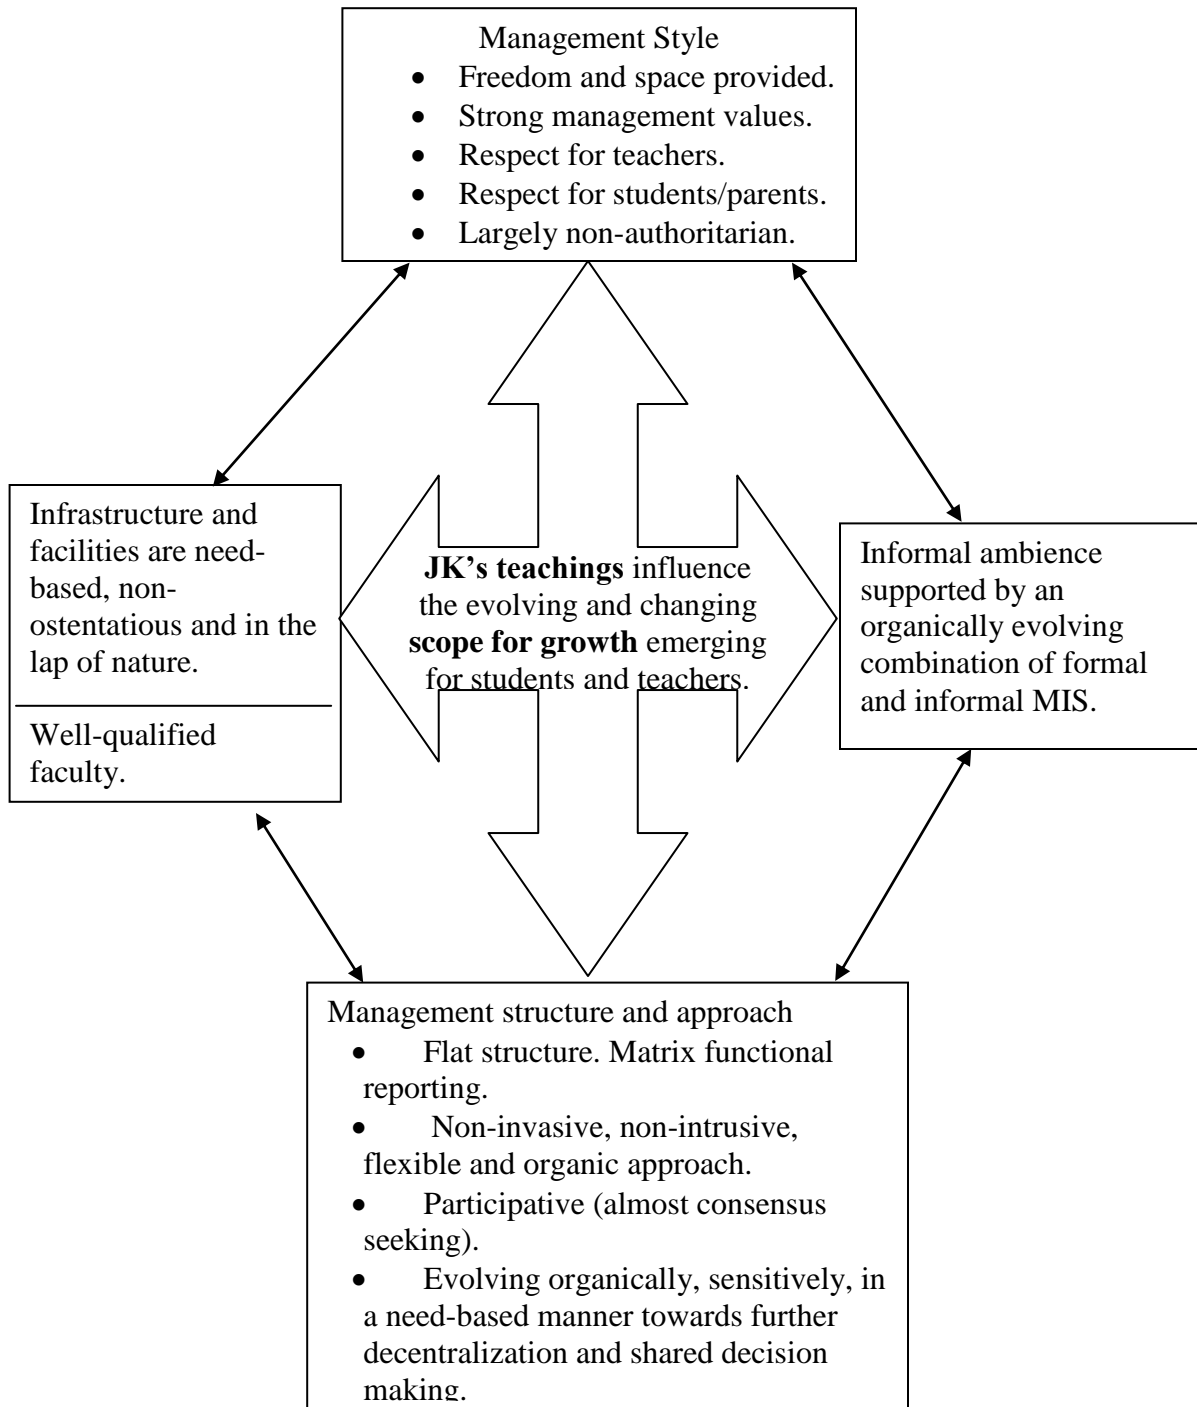 Management Style
• Freedom and space provided.
• Strong management values.
• Respect for teachers.
• Respect for students/parents.
• Largely non-authoritarian.
Infrastructure and
facilities are need-
based, non-
ostentatious and in the
lap of nature.
Well-qualified
faculty.
JK’s teachings influence
the evolving and changing
scope for growth emerging
for students and teachers.
Informal ambience
supported by an
organically evolving
combination of formal
and informal MIS.
Management structure and approach
• Flat structure. Matrix functional
reporting.
• Non-invasive, non-intrusive,
flexible and organic approach.
• Participative (almost consensus
seeking).
• Evolving organically, sensitively, in
a need-based manner towards further
decentralization and shared decision
making.